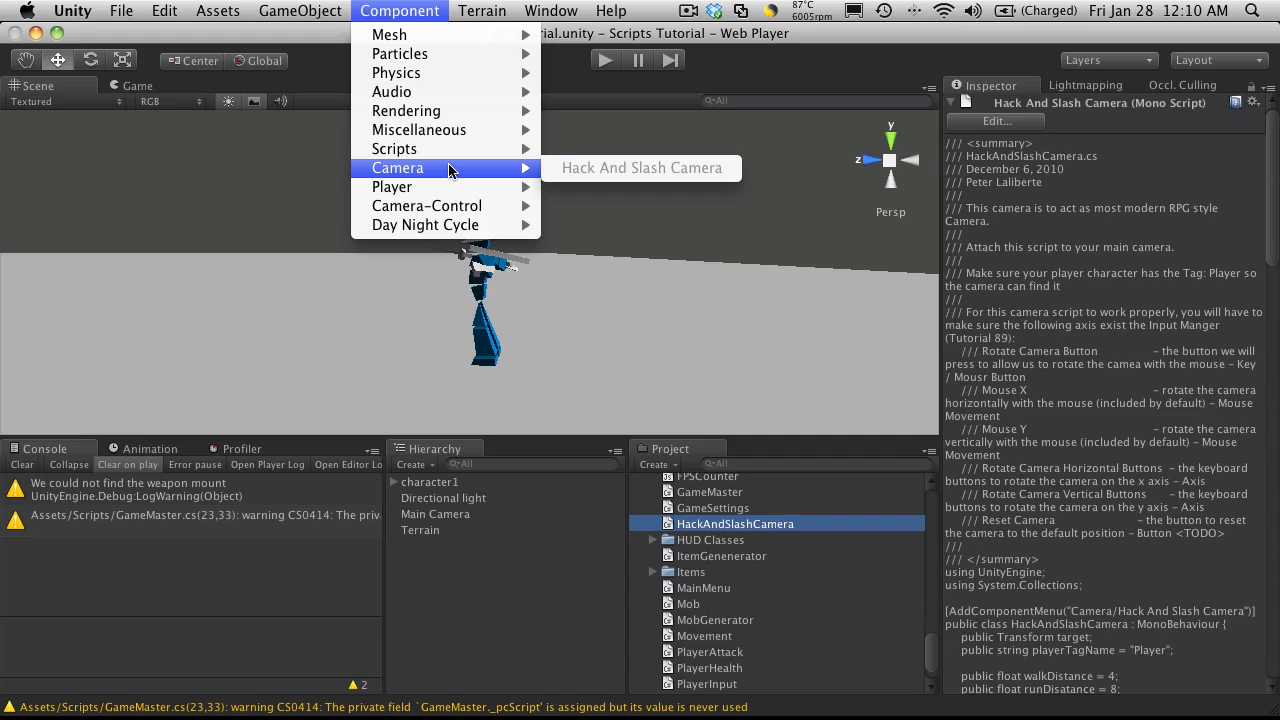 Unity File Edit Assets GameObject Component Terrain Window Help 87°C 6005rpm (Charged) Fri Jan 28 12:10 AM
rial.unity - Scripts Tutorial - Web Player
Mesh
Particles
Physics
Audio
Rendering
Miscellaneous
Scripts
Camera
Player
Camera-Control
Day Night Cycle
Hack And Slash Camera
Center Global
Layers Layout
Scene Game
Textured RGB All
y
z
Persp
Inspector Lightmapping Occl. Culling
Hack And Slash Camera (Mono Script)
Edit...
/// <summary>
/// HackAndSlashCamera.cs
/// December 6, 2010
/// Peter Laliberte
///
/// This camera is to act as most modern RPG style
Camera.
///
/// Attach this script to your main camera.
///
/// Make sure your player character has the Tag: Player so
the camera can find it
///
/// For this camera script to work properly, you will have to
make sure the following axis exist the Input Manger
(Tutorial 89):
/// Rotate Camera Button - the button we will
press to allow us to rotate the camea with the mouse - Key
/ Mousr Button
/// Mouse X - rotate the camera
horizontally with the mouse (included by default) - Mouse
Movement
/// Mouse Y - rotate the camera
vertically with the mouse (included by default) - Mouse
Movement
/// Rotate Camera Horizontal Buttons - the keyboard
buttons to rotate the camera on the x axis - Axis
/// Rotate Camera Vertical Buttons - the keyboard
buttons to rotate the camera on the y axis - Axis
/// Reset Camera - the button to reset
the camera to the default position - Button <TODO>
///
/// </summary>
using UnityEngine;
using System.Collections;
[AddComponentMenu("Camera/Hack And Slash Camera")]
public class HackAndSlashCamera : MonoBehaviour {
public Transform target;
public string playerTagName = "Player";
public float walkDistance = 4;
public float runDisatance = 8;
Console Animation Profiler
Clear Collapse Clear on play Error pause Open Player Log Open Editor Lo
We could not find the weapon mount
UnityEngine.Debug:LogWarning(Object)
Assets/Scripts/GameMaster.cs(23,33): warning CS0414: The priva
2
Hierarchy
Create All
character1
Directional light
Main Camera
Terrain
Project
Create All
FPSCounter
GameMaster
GameSettings
HackAndSlashCamera
HUD Classes
ItemGenenerator
Items
MainMenu
Mob
MobGenerator
Movement
PlayerAttack
PlayerHealth
PlayerInput
Assets/Scripts/GameMaster.cs(23,33): warning CS0414: The private field `GameMaster._pcScript' is assigned but its value is never used